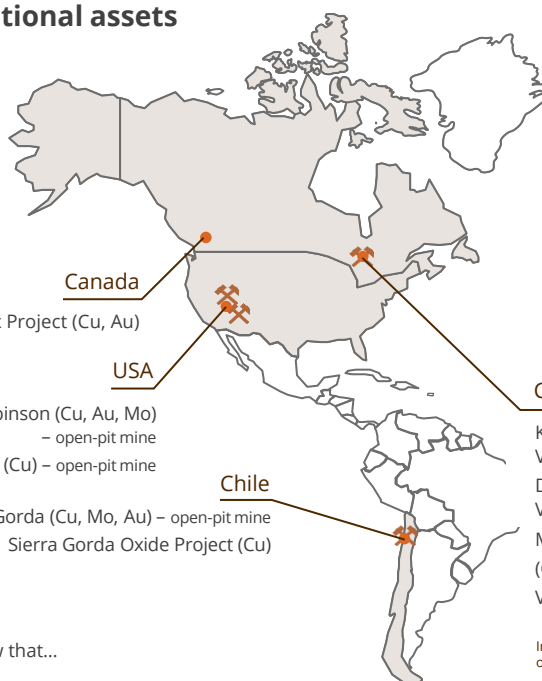 tional assets
Canada
Project (Cu, Au)
USA
binson (Cu, Au, Mo)
– open-pit mine
(Cu) – open-pit mine
Chile
Gorda (Cu, Mo, Au) – open-pit mine
Sierra Gorda Oxide Project (Cu)
that...